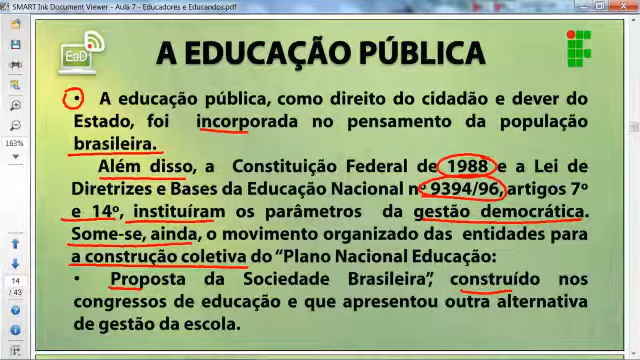 SMART Ink Document Viewer - Aula 7 - Educadores e Educandos.pdf
EaD
A EDUCAÇÃO PÚBLICA
• A educação pública, como direito do cidadão e dever do
Estado, foi incorporada no pensamento da população
brasileira.
Além disso, a Constituição Federal de 1988 e a Lei de
Diretrizes e Bases da Educação Nacional nº 9394/96, artigos 7º
e 14º, instituíram os parâmetros da gestão democrática.
Some-se, ainda, o movimento organizado das entidades para
a construção coletiva do “Plano Nacional Educação:
• Proposta da Sociedade Brasileira”, construído nos
congressos de educação e que apresentou outra alternativa
de gestão da escola.
163%
14
/ 43